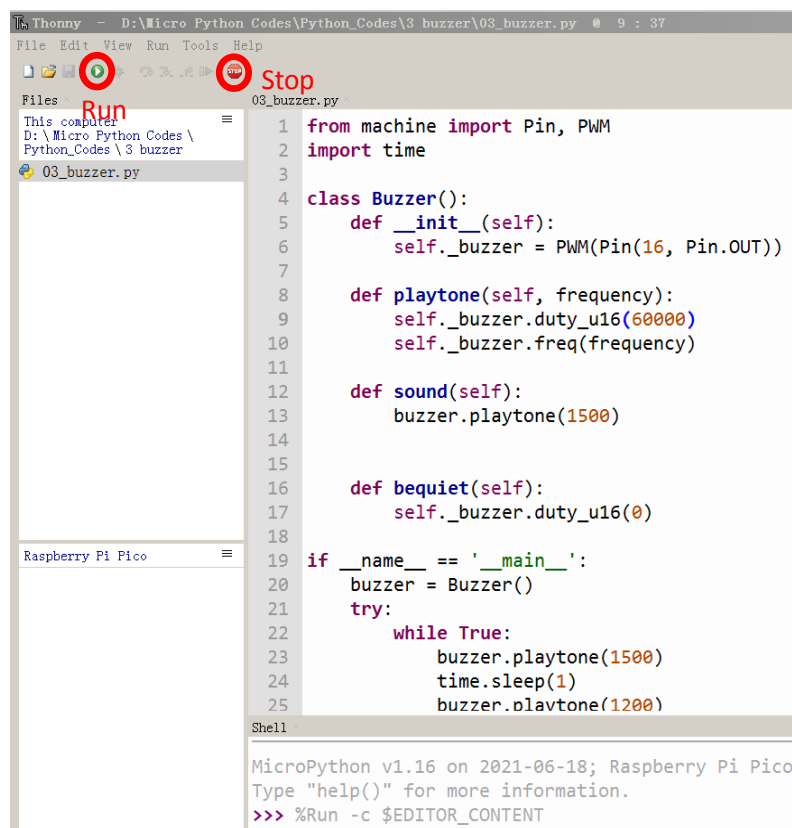 Thonny - D:\Micro Python Codes\Python_Codes\3 buzzer\03_buzzer.py @ 9 : 37
File Edit View Run Tools Help
STOP
Stop
Run
Files
This computer
D: \ Micro Python Codes \
Python_Codes \ 3 buzzer
03_buzzer.py
Raspberry Pi Pico
03_buzzer.py
1 from machine import Pin, PWM
2 import time
3
4 class Buzzer():
5     def __init__(self):
6         self._buzzer = PWM(Pin(16, Pin.OUT))
7
8     def playtone(self, frequency):
9         self._buzzer.duty_u16(60000)
10         self._buzzer.freq(frequency)
11
12     def sound(self):
13         buzzer.playtone(1500)
14
15
16     def bequiet(self):
17         self._buzzer.duty_u16(0)
18
19 if __name__ == '__main__':
20     buzzer = Buzzer()
21     try:
22         while True:
23             buzzer.playtone(1500)
24             time.sleep(1)
25             buzzer.playtone(1200)
Shell
MicroPython v1.16 on 2021-06-18; Raspberry Pi Pico
Type "help()" for more information.
>>> %Run -c $EDITOR_CONTENT